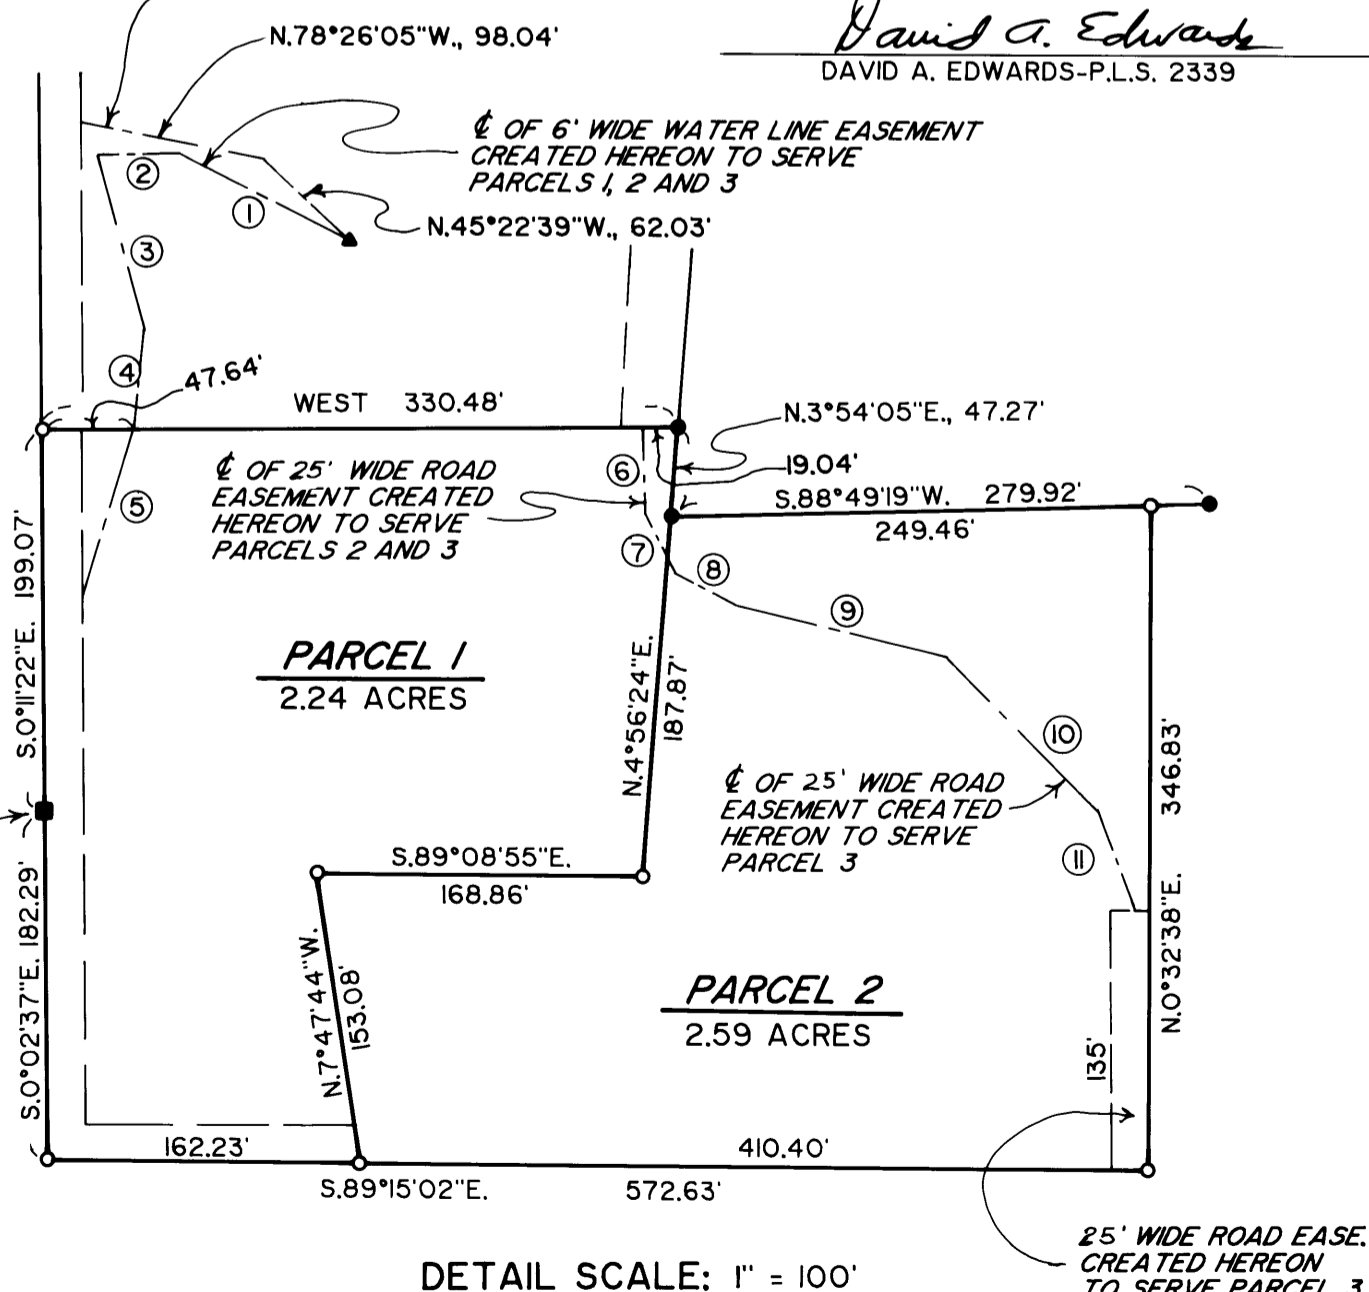 David A. Edwards
DAVID A. EDWARDS-P.L.S. 2339
N.78°26'05"W., 98.04'
℄ OF 6' WIDE WATER LINE EASEMENT
CREATED HEREON TO SERVE
PARCELS 1, 2 AND 3
2
1
N.45°22'39"W., 62.03'
3
4
47.64'
WEST 330.48'
N.3°54'05"E., 47.27'
19.04'
℄ OF 25' WIDE ROAD
EASEMENT CREATED
HEREON TO SERVE
PARCELS 2 AND 3
6
S.88°49'19"W. 279.92'
249.46'
5
7
8
9
S.0°11'22"E. 199.07'
PARCEL 1
2.24 ACRES
N.4°56'24"E.
187.87'
10
346.83'
N.0°32'38"E.
℄ OF 25' WIDE ROAD
EASEMENT CREATED
HEREON TO SERVE
PARCEL 3
11
S.89°08'55"E.
168.86'
S.0°02'37"E. 182.29'
N.7°47'44"W.
153.08'
PARCEL 2
2.59 ACRES
135'
162.23'
410.40'
S.89°15'02"E. 572.63'
25' WIDE ROAD EASE.
CREATED HEREON
TO SERVE PARCEL 3
DETAIL SCALE: 1" = 100'